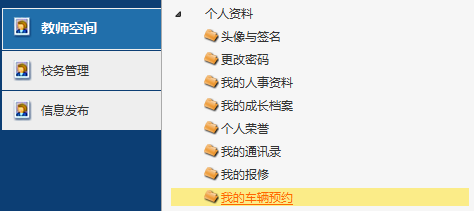 教师空间
校务管理
信息发布
个人资料
头像与签名
更改密码
我的人事资料
我的成长档案
个人荣誉
我的通讯录
我的报修
我的车辆预约